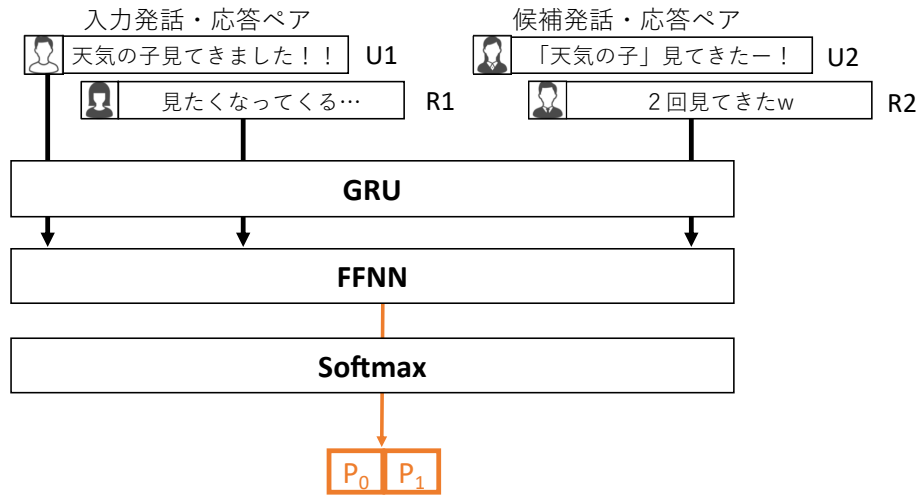 入力発話・応答ペア
天気の子見てきました！！ U1
見たくなってくる… R1
候補発話・応答ペア
「天気の子」見てきたー！ U2
２回見てきたw R2
GRU
FFNN
Softmax
P0 P1